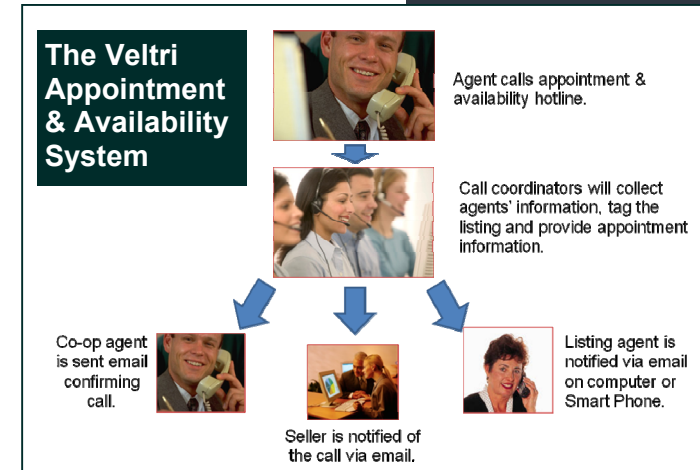 The Veltri
Appointment
& Availability
System
Agent calls appointment &
availability hotline.
Call coordinators will collect
agents' information, tag the
listing and provide appointment
information.
Co-op agent
is sent email
confirming
call.
Seller is notified of
the call via email.
Listing agent is
notified via email
on computer or
Smart Phone.